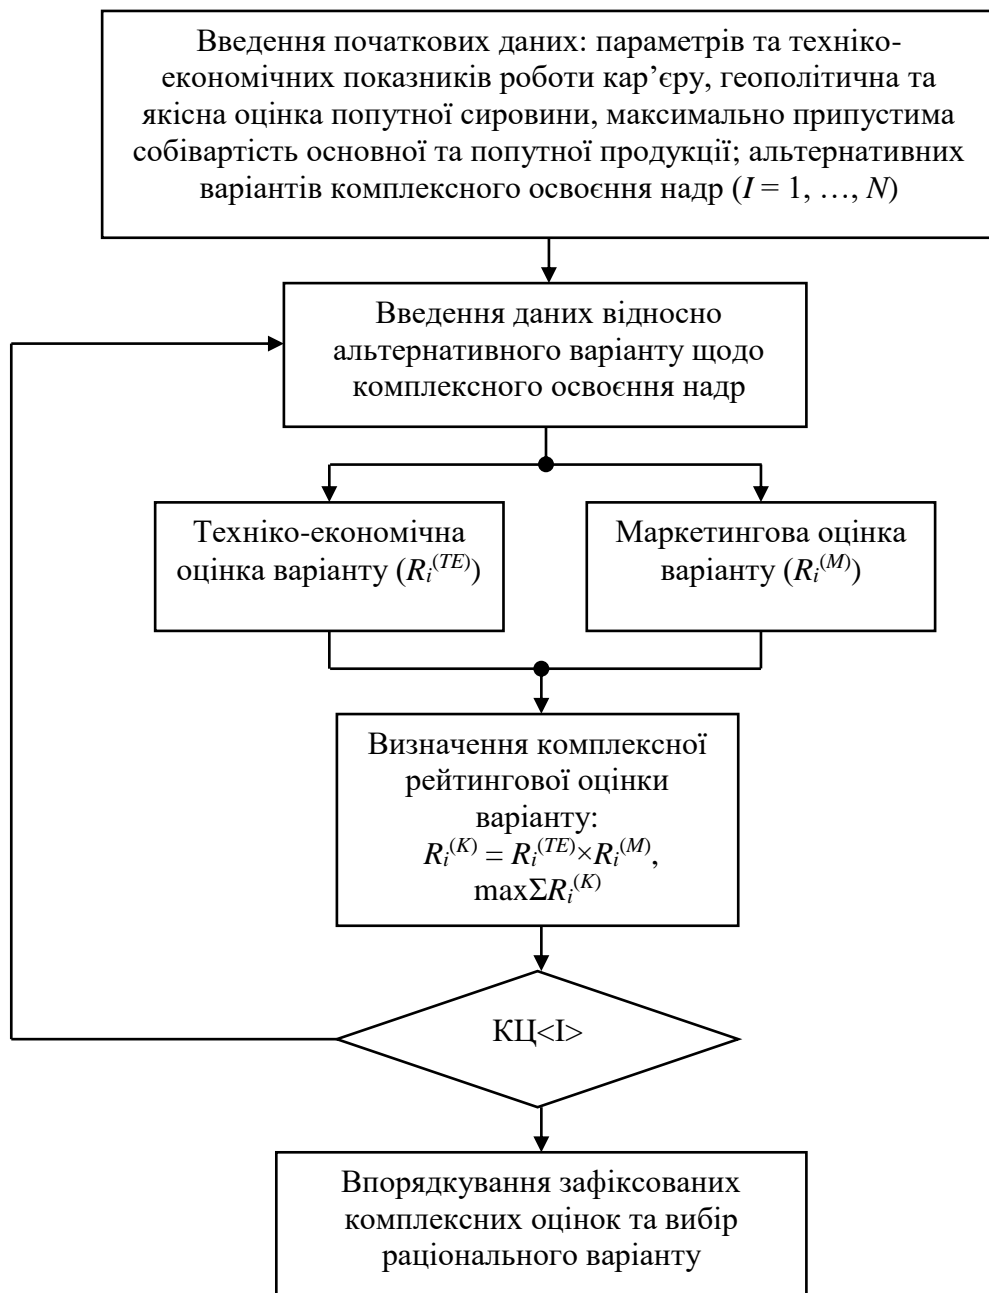 Введення початкових даних: параметрів та техніко-
економічних показників роботи кар’єру, геополітична та
якісна оцінка попутної сировини, максимально припустима
собівартість основної та попутної продукції; альтернативних
варіантів комплексного освоєння надр (I = 1, …, N)
Введення даних відносно
альтернативного варіанту щодо
комплексного освоєння надр
Техніко-економічна
оцінка варіанту (Rᵢ⁽ᵀᴱ⁾)
Маркетингова оцінка
варіанту (Rᵢ⁽ᴹ⁾)
Визначення комплексної
рейтингової оцінки
варіанту:
Rᵢ⁽ᴷ⁾ = Rᵢ⁽ᵀᴱ⁾×Rᵢ⁽ᴹ⁾,
maxΣRᵢ⁽ᴷ⁾
КЦ<I>
Впорядкування зафіксованих
комплексних оцінок та вибір
раціонального варіанту